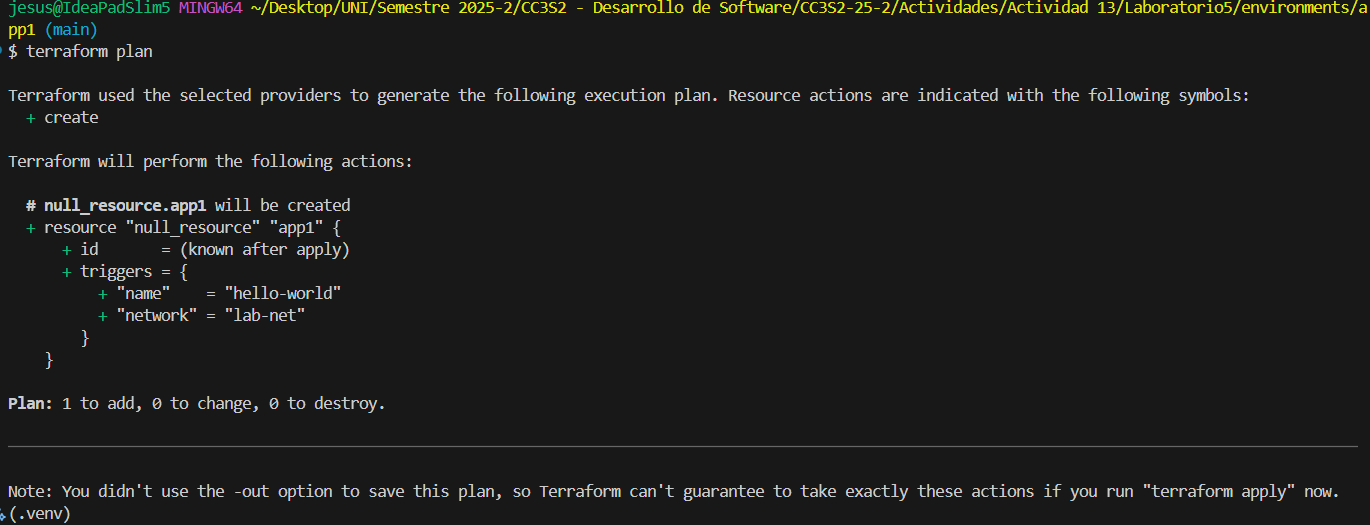 jesus@IdeaPadSlim5 MINGW64 ~/Desktop/UNI/Semestre 2025-2/CC3S2 - Desarrollo de Software/CC3S2-25-2/Actividades/Actividad 13/Laboratorio5/environments/a
pp1 (main)
$ terraform plan

Terraform used the selected providers to generate the following execution plan. Resource actions are indicated with the following symbols:
  + create

Terraform will perform the following actions:

  # null_resource.app1 will be created
  + resource "null_resource" "app1" {
      + id       = (known after apply)
      + triggers = {
          + "name"    = "hello-world"
          + "network" = "lab-net"
        }
    }

Plan: 1 to add, 0 to change, 0 to destroy.

Note: You didn't use the -out option to save this plan, so Terraform can't guarantee to take exactly these actions if you run "terraform apply" now.
(.venv)